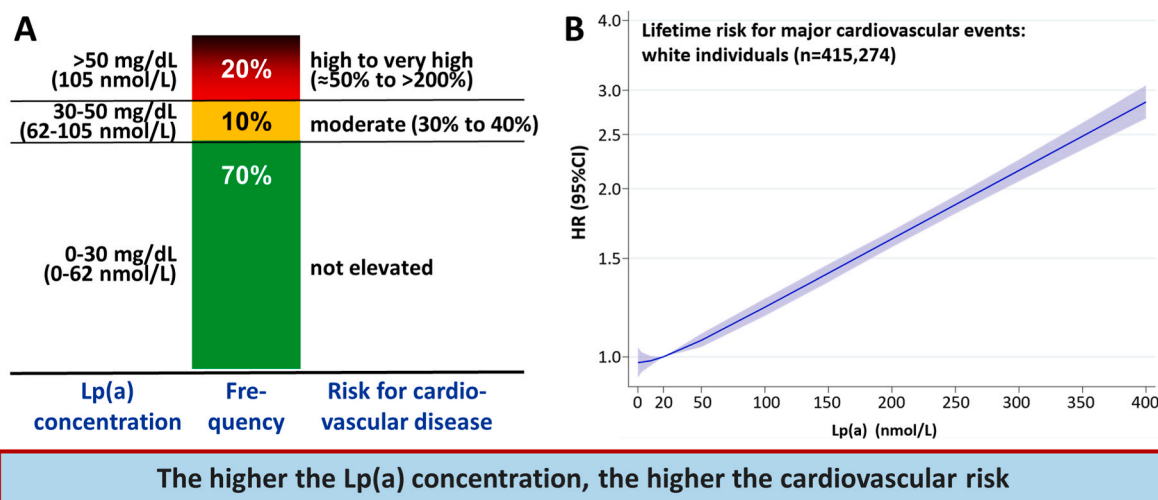 A
>50 mg/dL
(105 nmol/L)
20%
high to very high
(≈50% to >200%)
30-50 mg/dL
(62-105 nmol/L)
10%
moderate (30% to 40%)
70%
0-30 mg/dL
(0-62 nmol/L)
not elevated
Lp(a)
concentration
Fre-
quency
Risk for cardio-
vascular disease
B
Lifetime risk for major cardiovascular events:
white individuals (n=415,274)
HR (95%CI)
4.0
3.0
2.5
2.0
1.5
1.0
0 20 50 100 150 200 250 300 350 400
Lp(a) (nmol/L)
The higher the Lp(a) concentration, the higher the cardiovascular risk